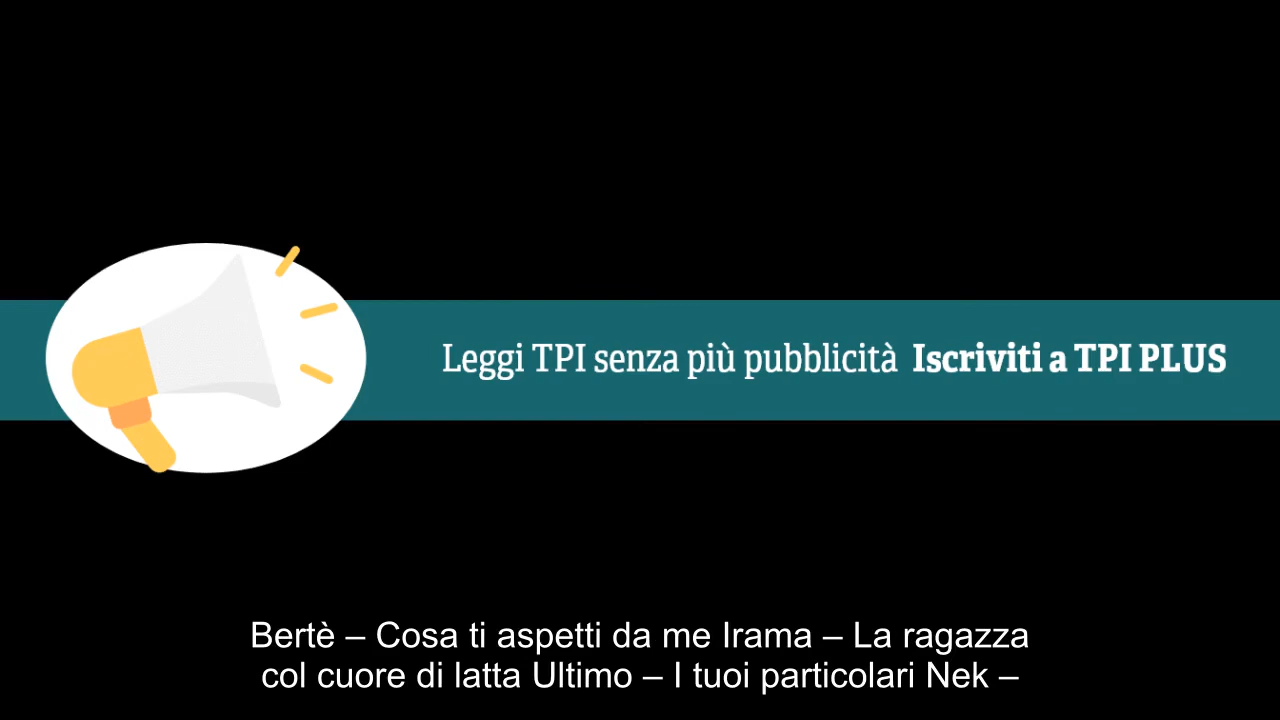 Leggi TPI senza più pubblicità Iscriviti a TPI PLUS
Bertè – Cosa ti aspetti da me Irama – La ragazza
col cuore di latta Ultimo – I tuoi particolari Nek –